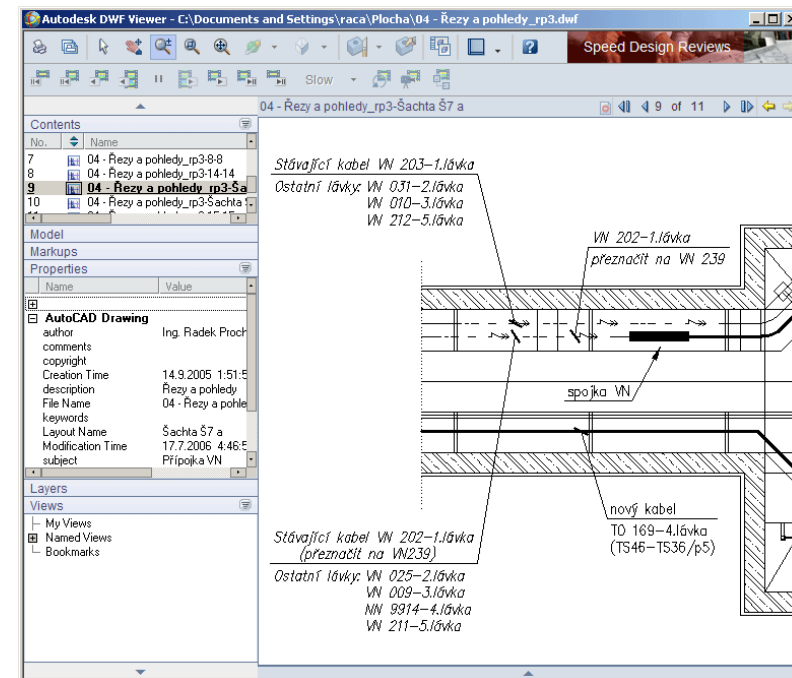 Autodesk DWF Viewer - C:\Documents and Settings\raca\Plocha\04 - Řezy a pohledy_rp3.dwf
Speed Design Reviews
Slow
04 - Řezy a pohledy_rp3-Šachta Š7 a
9 of 11
Contents
No. Name
7 04 - Řezy a pohledy_rp3-8-8
8 04 - Řezy a pohledy_rp3-14-14
9 04 - Řezy a pohledy_rp3-Ša
10 04 - Řezy a pohledy_rp3-Šachta
Model
Markups
Properties
Name Value
AutoCAD Drawing
author Ing. Radek Proch
comments
copyright
Creation Time 14.9.2005 1:51:5
description Řezy a pohledy
File Name 04 - Řezy a pohle
keywords
Layout Name Šachta Š7 a
Modification Time 17.7.2006 4:46:5
subject Přípojka VN
Layers
Views
My Views
Named Views
Bookmarks
Stávající kabel VN 203-1.lávka
Ostatní lávky: VN 031-2.lávka
VN 010-3.lávka
VN 212-5.lávka
VN 202-1.lávka
přeznačit na VN 239
spojka VN
nový kabel
TO 169-4.lávka
(TS46-TS36/p5)
Stávající kabel VN 202-1.lávka
(přeznačit na VN239)
Ostatní lávky: VN 025-2.lávka
VN 009-3.lávka
NN 9914-4.lávka
VN 211-5.lávka